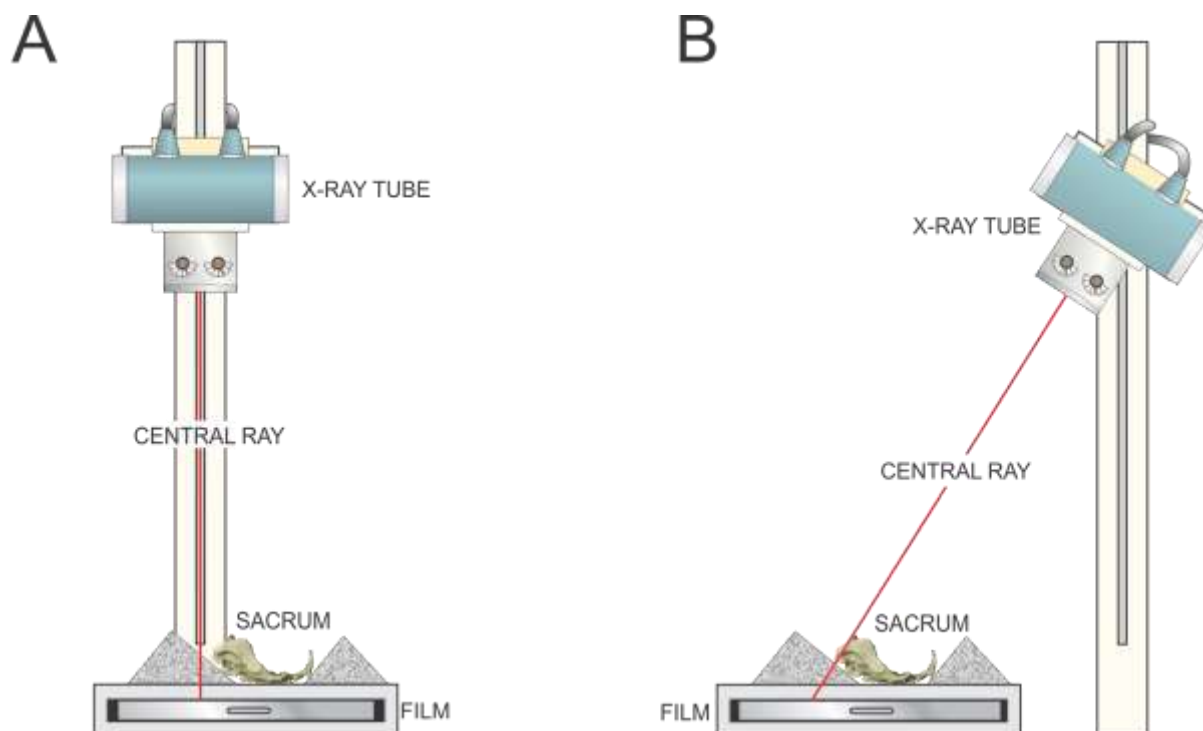 A
X-RAY TUBE
CENTRAL RAY
SACRUM
FILM
B
X-RAY TUBE
CENTRAL RAY
SACRUM
FILM